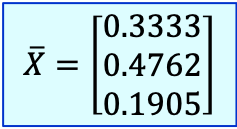 X̄ = [0.3333
0.4762
0.1905]